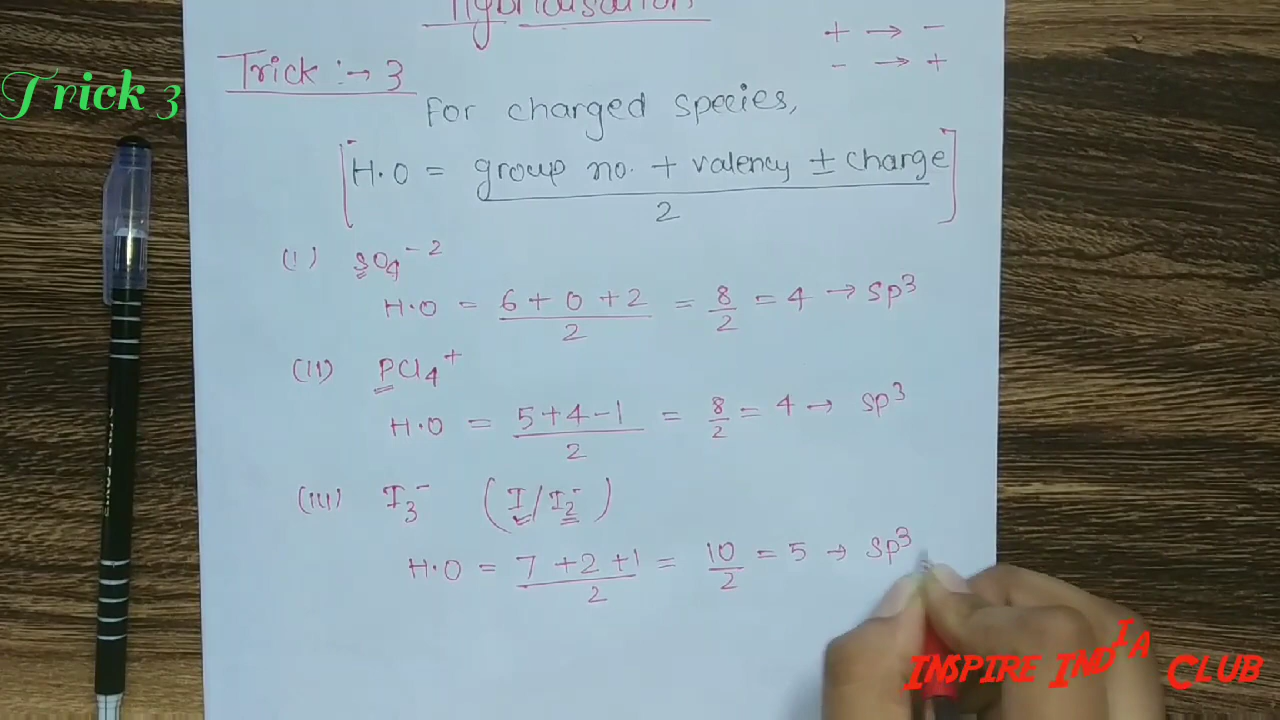 Hybridisation
+ → -
- → +
Trick :→ 3
Trick 3
For charged species,
[H.O = group no. + valency ± charge / 2]
(I) SO₄⁻²
H.O = 6+0+2 / 2 = 8/2 = 4 → sp³
(II) PCl₄⁺
H.O = 5+4-1 / 2 = 8/2 = 4 → sp³
(III) I₃⁻ (I/I₂⁻)
H.O = 7+2+1 / 2 = 10/2 = 5 → sp³
INSPIRE INDIA CLUB